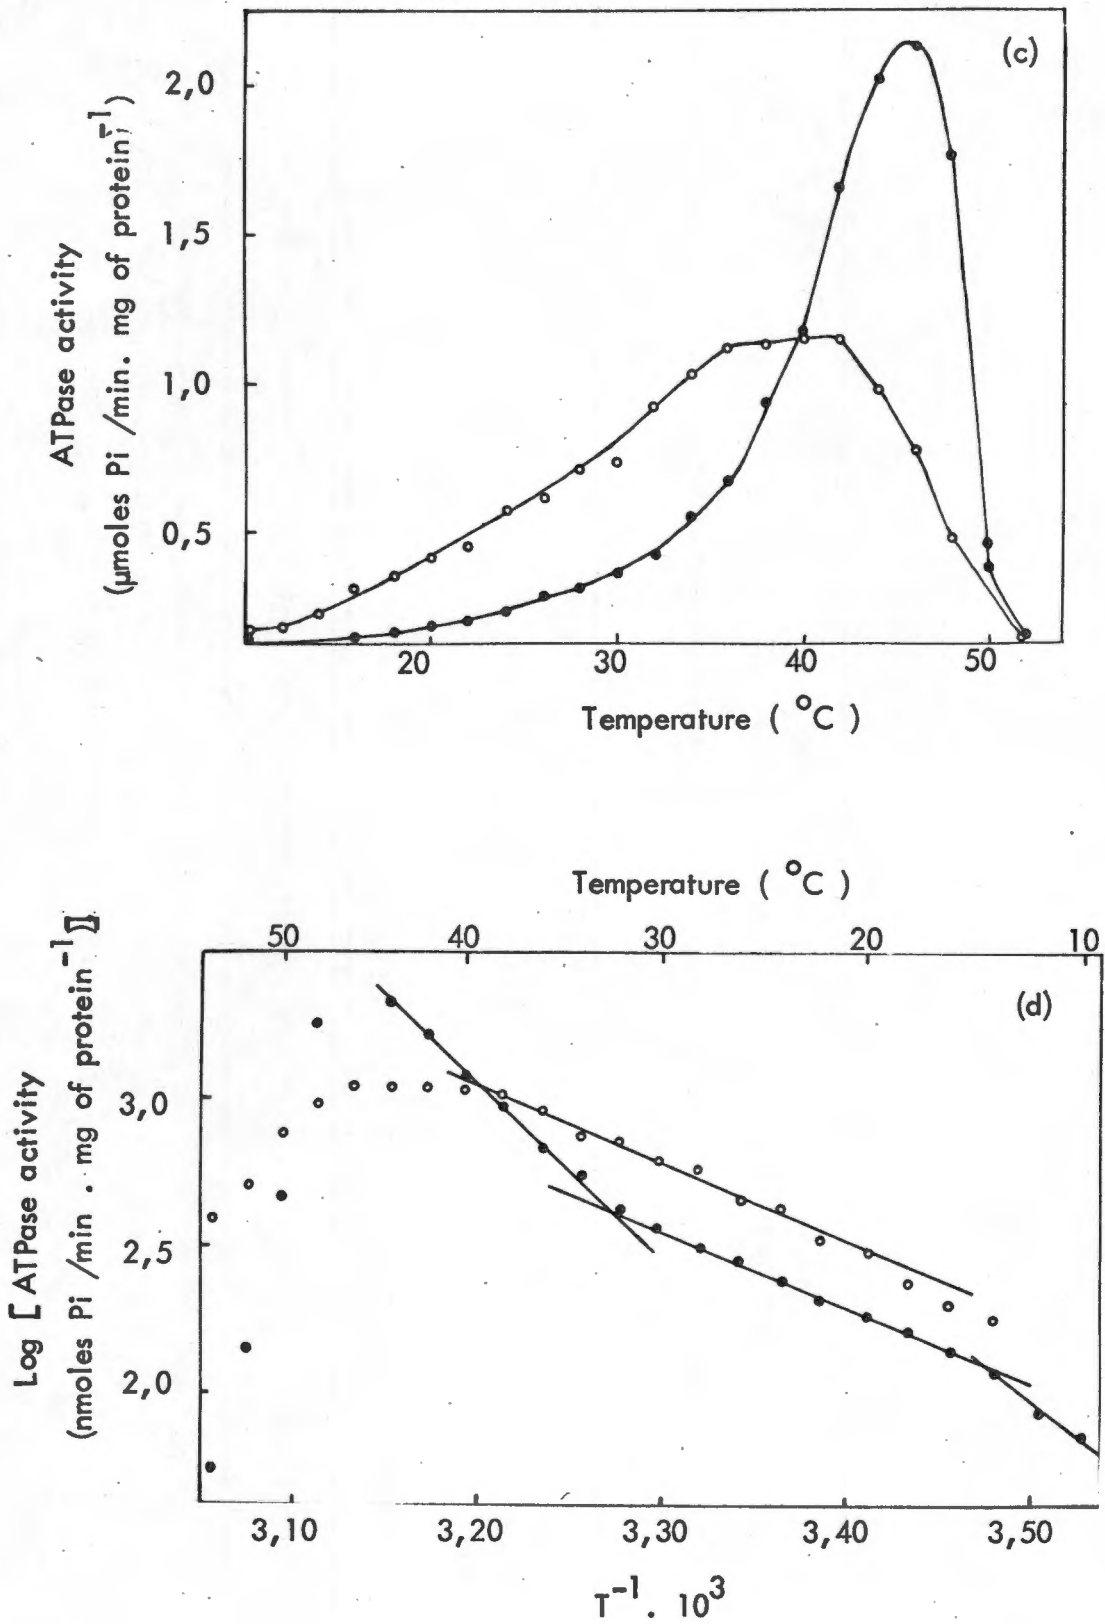 (c)
2,0
1,5
1,0
0,5
ATPase activity
(μmoles Pi /min. mg of protein⁻¹)
20
30
40
50
Temperature ( °C )
Temperature ( °C )
50
40
30
20
10
(d)
3,0
2,5
2,0
Log [ ATPase activity
(nmoles Pi /min . mg of protein⁻¹)]
3,10
3,20
3,30
3,40
3,50
T⁻¹. 10³